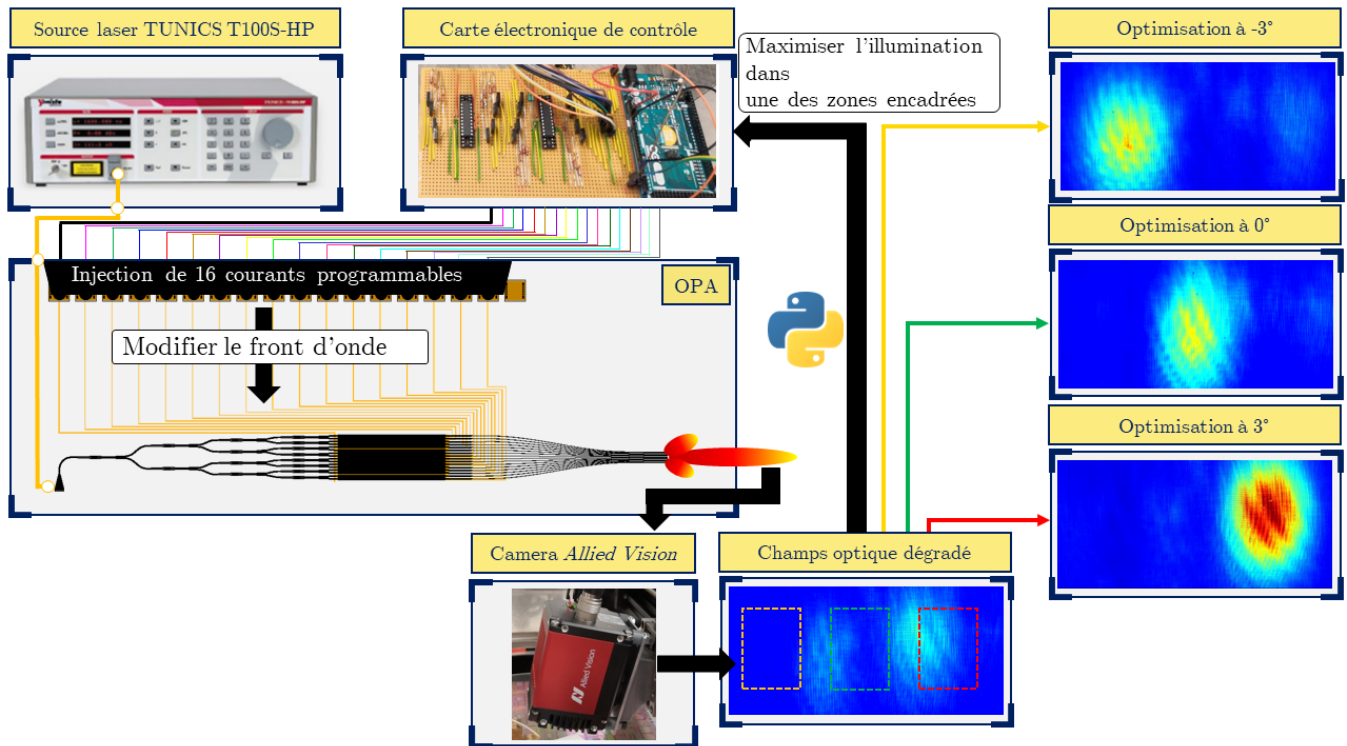 Source laser TUNICS T100S-HP
Carte électronique de contrôle
Maximiser l'illumination
dans
une des zones encadrées
Optimisation à -3°
Optimisation à 0°
Optimisation à 3°
Injection de 16 courants programmables
OPA
Modifier le front d'onde
Camera Allied Vision
Champs optique dégradé
Allied Vision